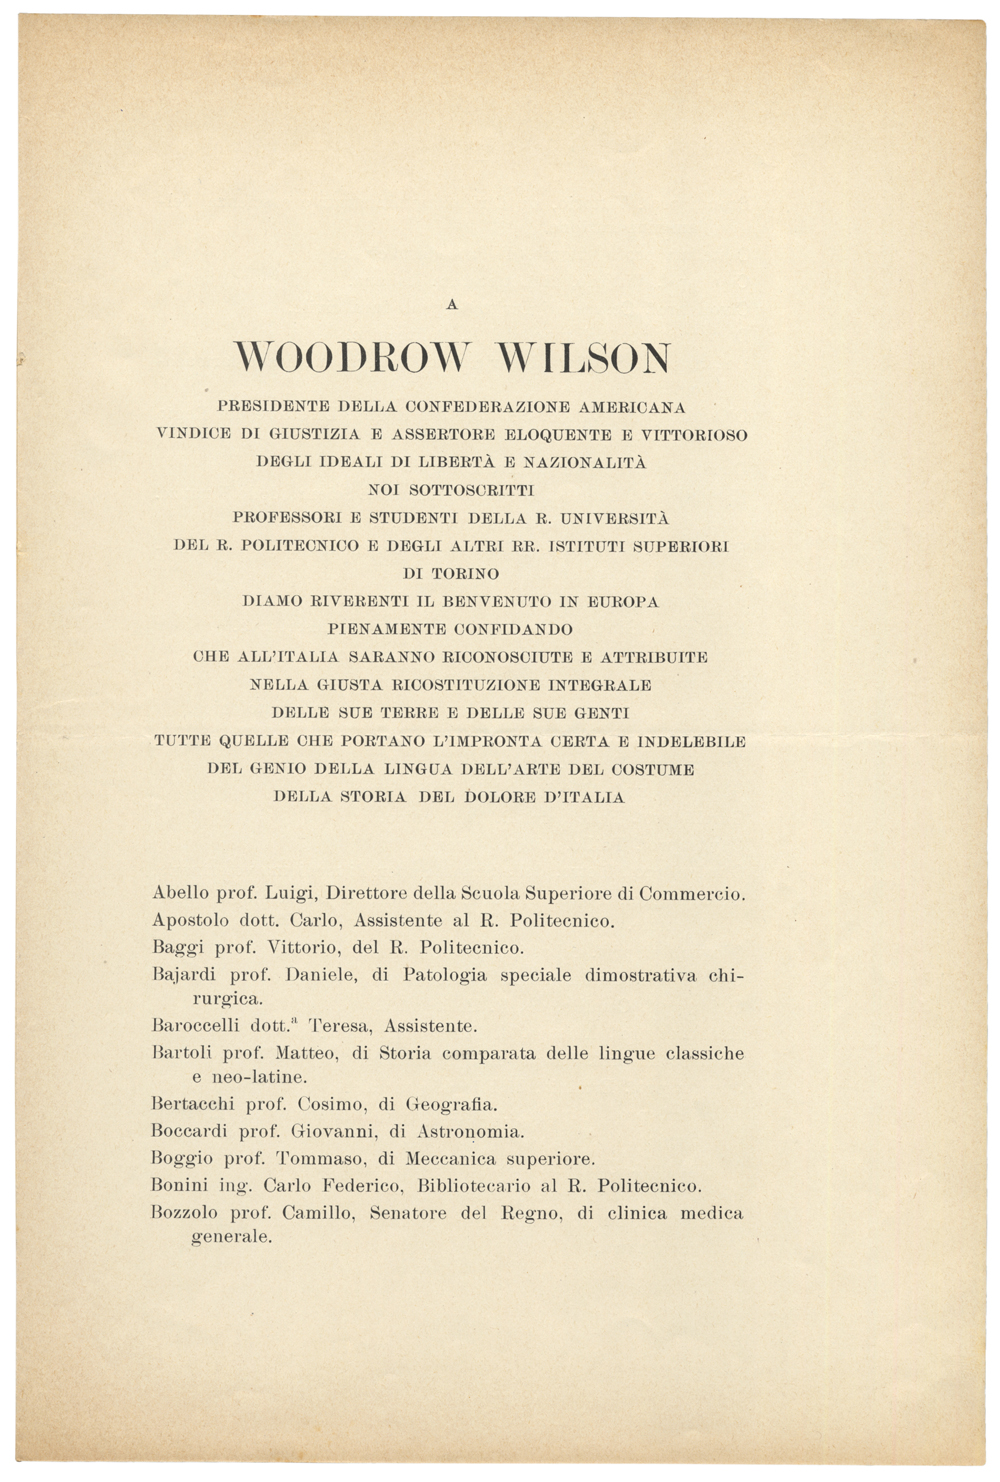 A
WOODROW WILSON
PRESIDENTE DELLA CONFEDERAZIONE AMERICANA
VINDICE DI GIUSTIZIA E ASSERTORE ELOQUENTE E VITTORIOSO
DEGLI IDEALI DI LIBERTÀ E NAZIONALITÀ
NOI SOTTOSCRITTI
PROFESSORI E STUDENTI DELLA R. UNIVERSITÀ
DEL R. POLITECNICO E DEGLI ALTRI RR. ISTITUTI SUPERIORI
DI TORINO
DIAMO RIVERENTI IL BENVENUTO IN EUROPA
PIENAMENTE CONFIDANDO
CHE ALL'ITALIA SARANNO RICONOSCIUTE E ATTRIBUITE
NELLA GIUSTA RICOSTITUZIONE INTEGRALE
DELLE SUE TERRE E DELLE SUE GENTI
TUTTE QUELLE CHE PORTANO L'IMPRONTA CERTA E INDELEBILE
DEL GENIO DELLA LINGUA DELL'ARTE DEL COSTUME
DELLA STORIA DEL DOLORE D'ITALIA
Abello prof. Luigi, Direttore della Scuola Superiore di Commercio.
Apostolo dott. Carlo, Assistente al R. Politecnico.
Baggi prof. Vittorio, del R. Politecnico.
Bajardi prof. Daniele, di Patologia speciale dimostrativa chi-
rurgica.
Baroccelli dott.ª Teresa, Assistente.
Bartoli prof. Matteo, di Storia comparata delle lingue classiche
e neo-latine.
Bertacchi prof. Cosimo, di Geografia.
Boccardi prof. Giovanni, di Astronomia.
Boggio prof. Tommaso, di Meccanica superiore.
Bonini ing. Carlo Federico, Bibliotecario al R. Politecnico.
Bozzolo prof. Camillo, Senatore del Regno, di clinica medica
generale.